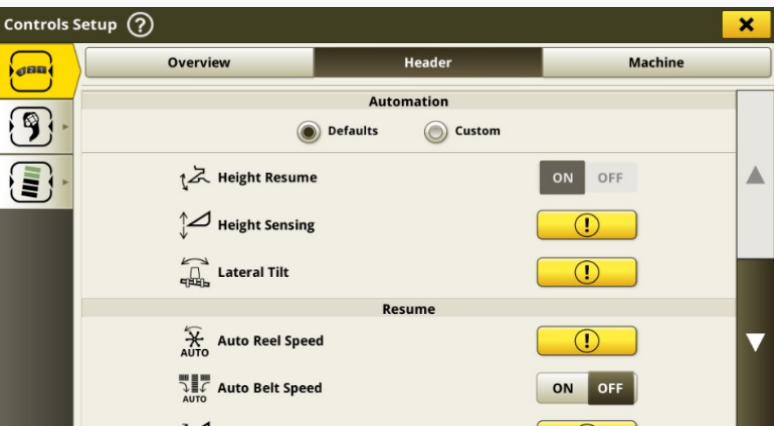 Controls Setup ?
Overview Header Machine
Automation
Defaults Custom
Height Resume ON OFF
Height Sensing !
Lateral Tilt !
Resume
AUTO Auto Reel Speed !
AUTO Auto Belt Speed ON OFF